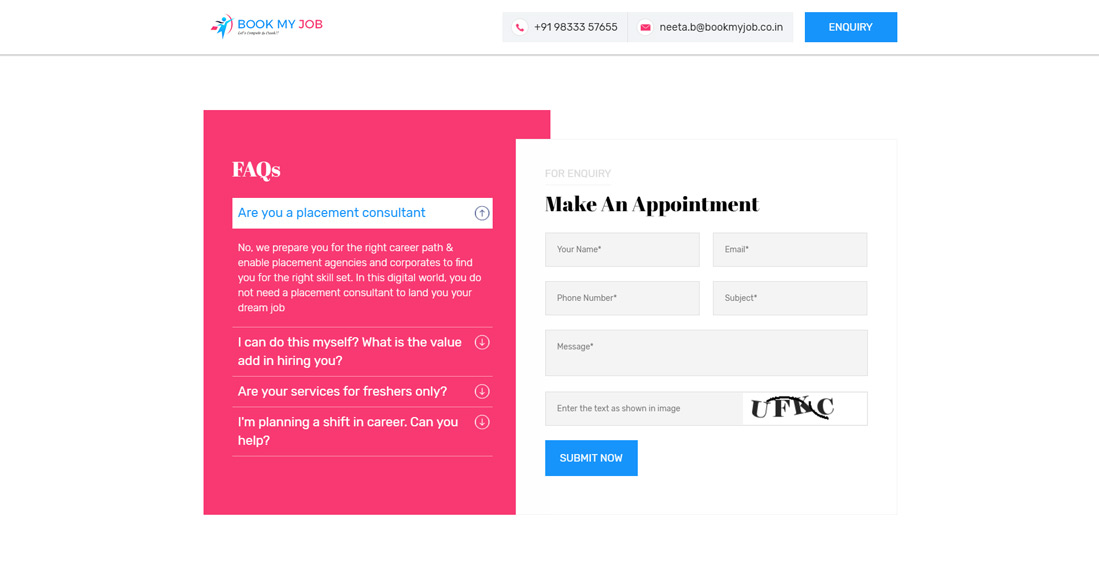 BOOK MY JOB
+91 98333 57655
neeta.b@bookmyjob.co.in
ENQUIRY
FAQs
Are you a placement consultant
No, we prepare you for the right career path &
enable placement agencies and corporates to find
you for the right skill set. In this digital world, you do
not need a placement consultant to land you your
dream job
I can do this myself? What is the value
add in hiring you?
Are your services for freshers only?
I'm planning a shift in career. Can you
help?
FOR ENQUIRY
Make An Appointment
Your Name*
Email*
Phone Number*
Subject*
Message*
Enter the text as shown in image
SUBMIT NOW